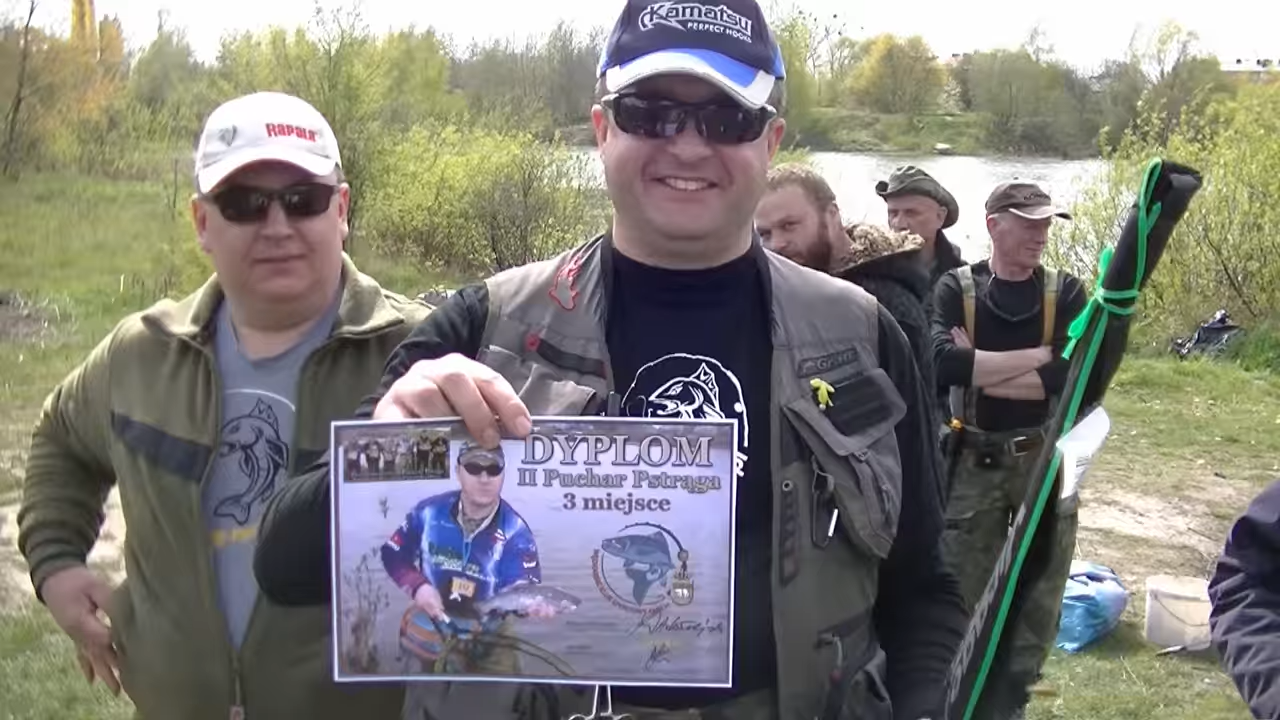 Kamatsu
PERFECT HOOKS
RAPALA
DYPLOM
II Puchar Pstrąga
3 miejsce